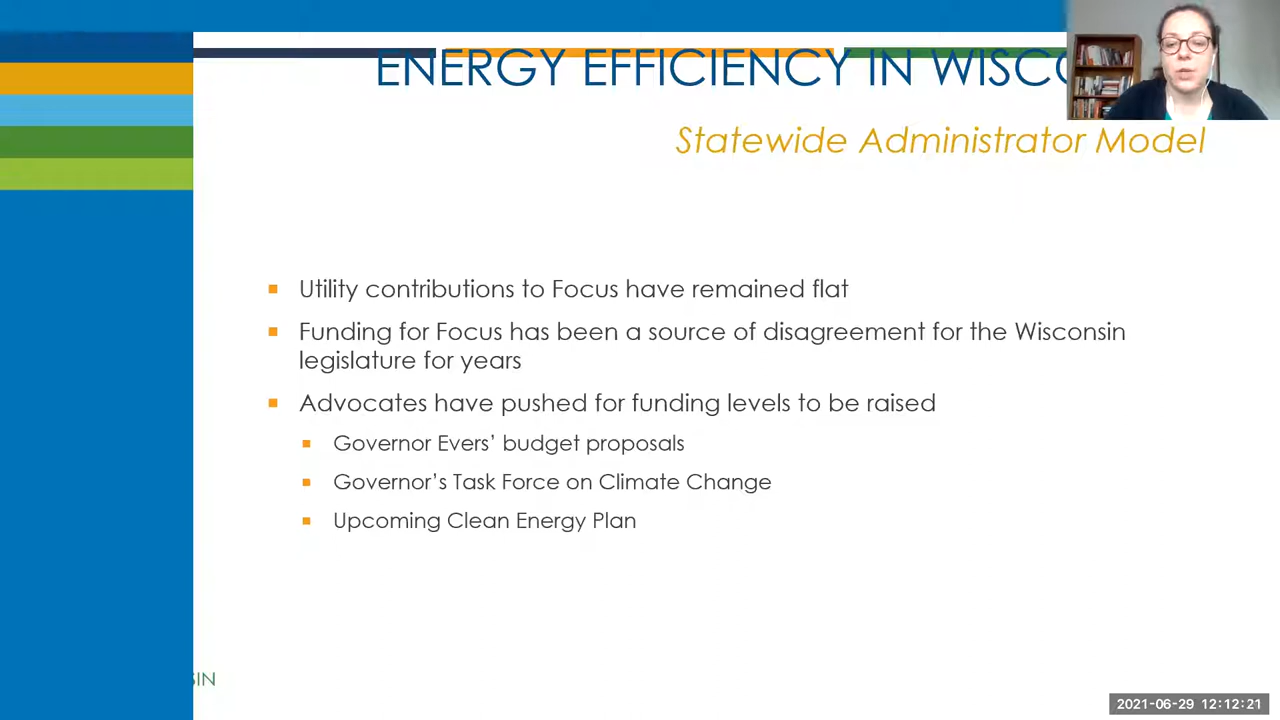 ENERGY EFFICIENCY IN
Statewide Administrator Model
Utility contributions to Focus have remained flat
Funding for Focus has been a source of disagreement for the Wisconsin
legislature for years
Advocates have pushed for funding levels to be raised
Governor Evers’ budget proposals
Governor’s Task Force on Climate Change
Upcoming Clean Energy Plan
2021-06-29 12:12:21